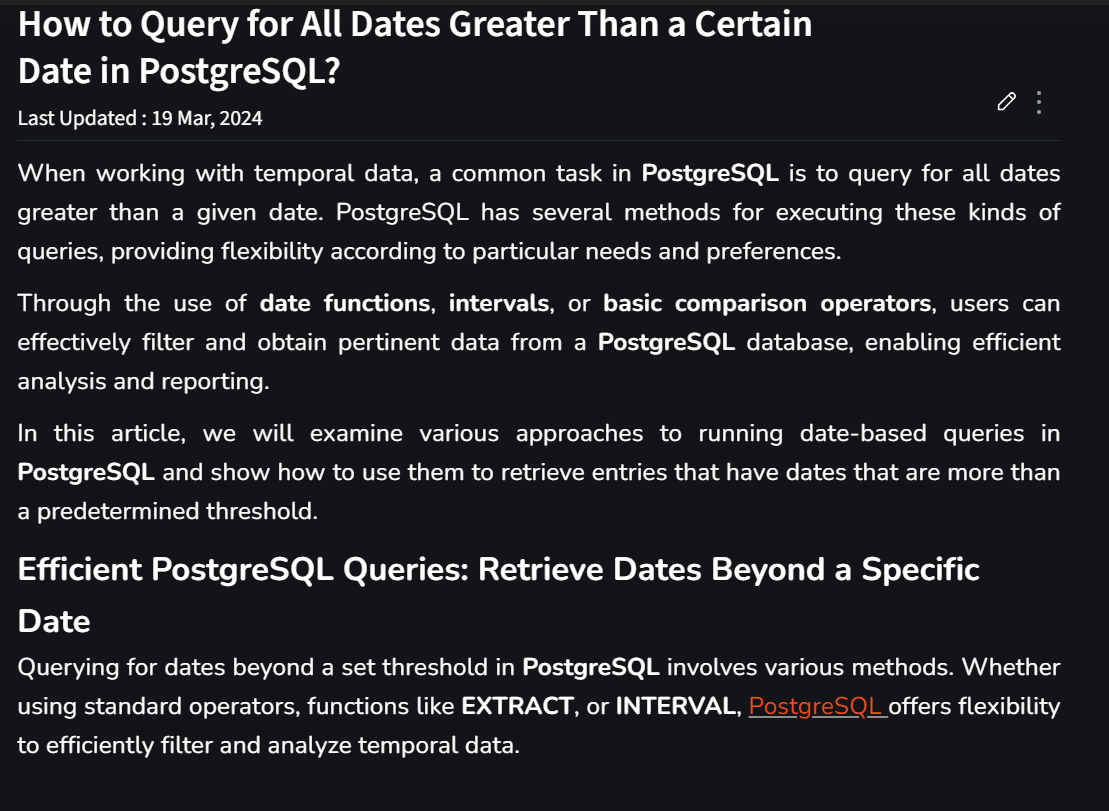 How to Query for All Dates Greater Than a Certain
Date in PostgreSQL?
Last Updated : 19 Mar, 2024
When working with temporal data, a common task in PostgreSQL is to query for all dates
greater than a given date. PostgreSQL has several methods for executing these kinds of
queries, providing flexibility according to particular needs and preferences.
Through the use of date functions, intervals, or basic comparison operators, users can
effectively filter and obtain pertinent data from a PostgreSQL database, enabling efficient
analysis and reporting.
In this article, we will examine various approaches to running date-based queries in
PostgreSQL and show how to use them to retrieve entries that have dates that are more than
a predetermined threshold.
Efficient PostgreSQL Queries: Retrieve Dates Beyond a Specific
Date
Querying for dates beyond a set threshold in PostgreSQL involves various methods. Whether
using standard operators, functions like EXTRACT, or INTERVAL, PostgreSQL offers flexibility
to efficiently filter and analyze temporal data.